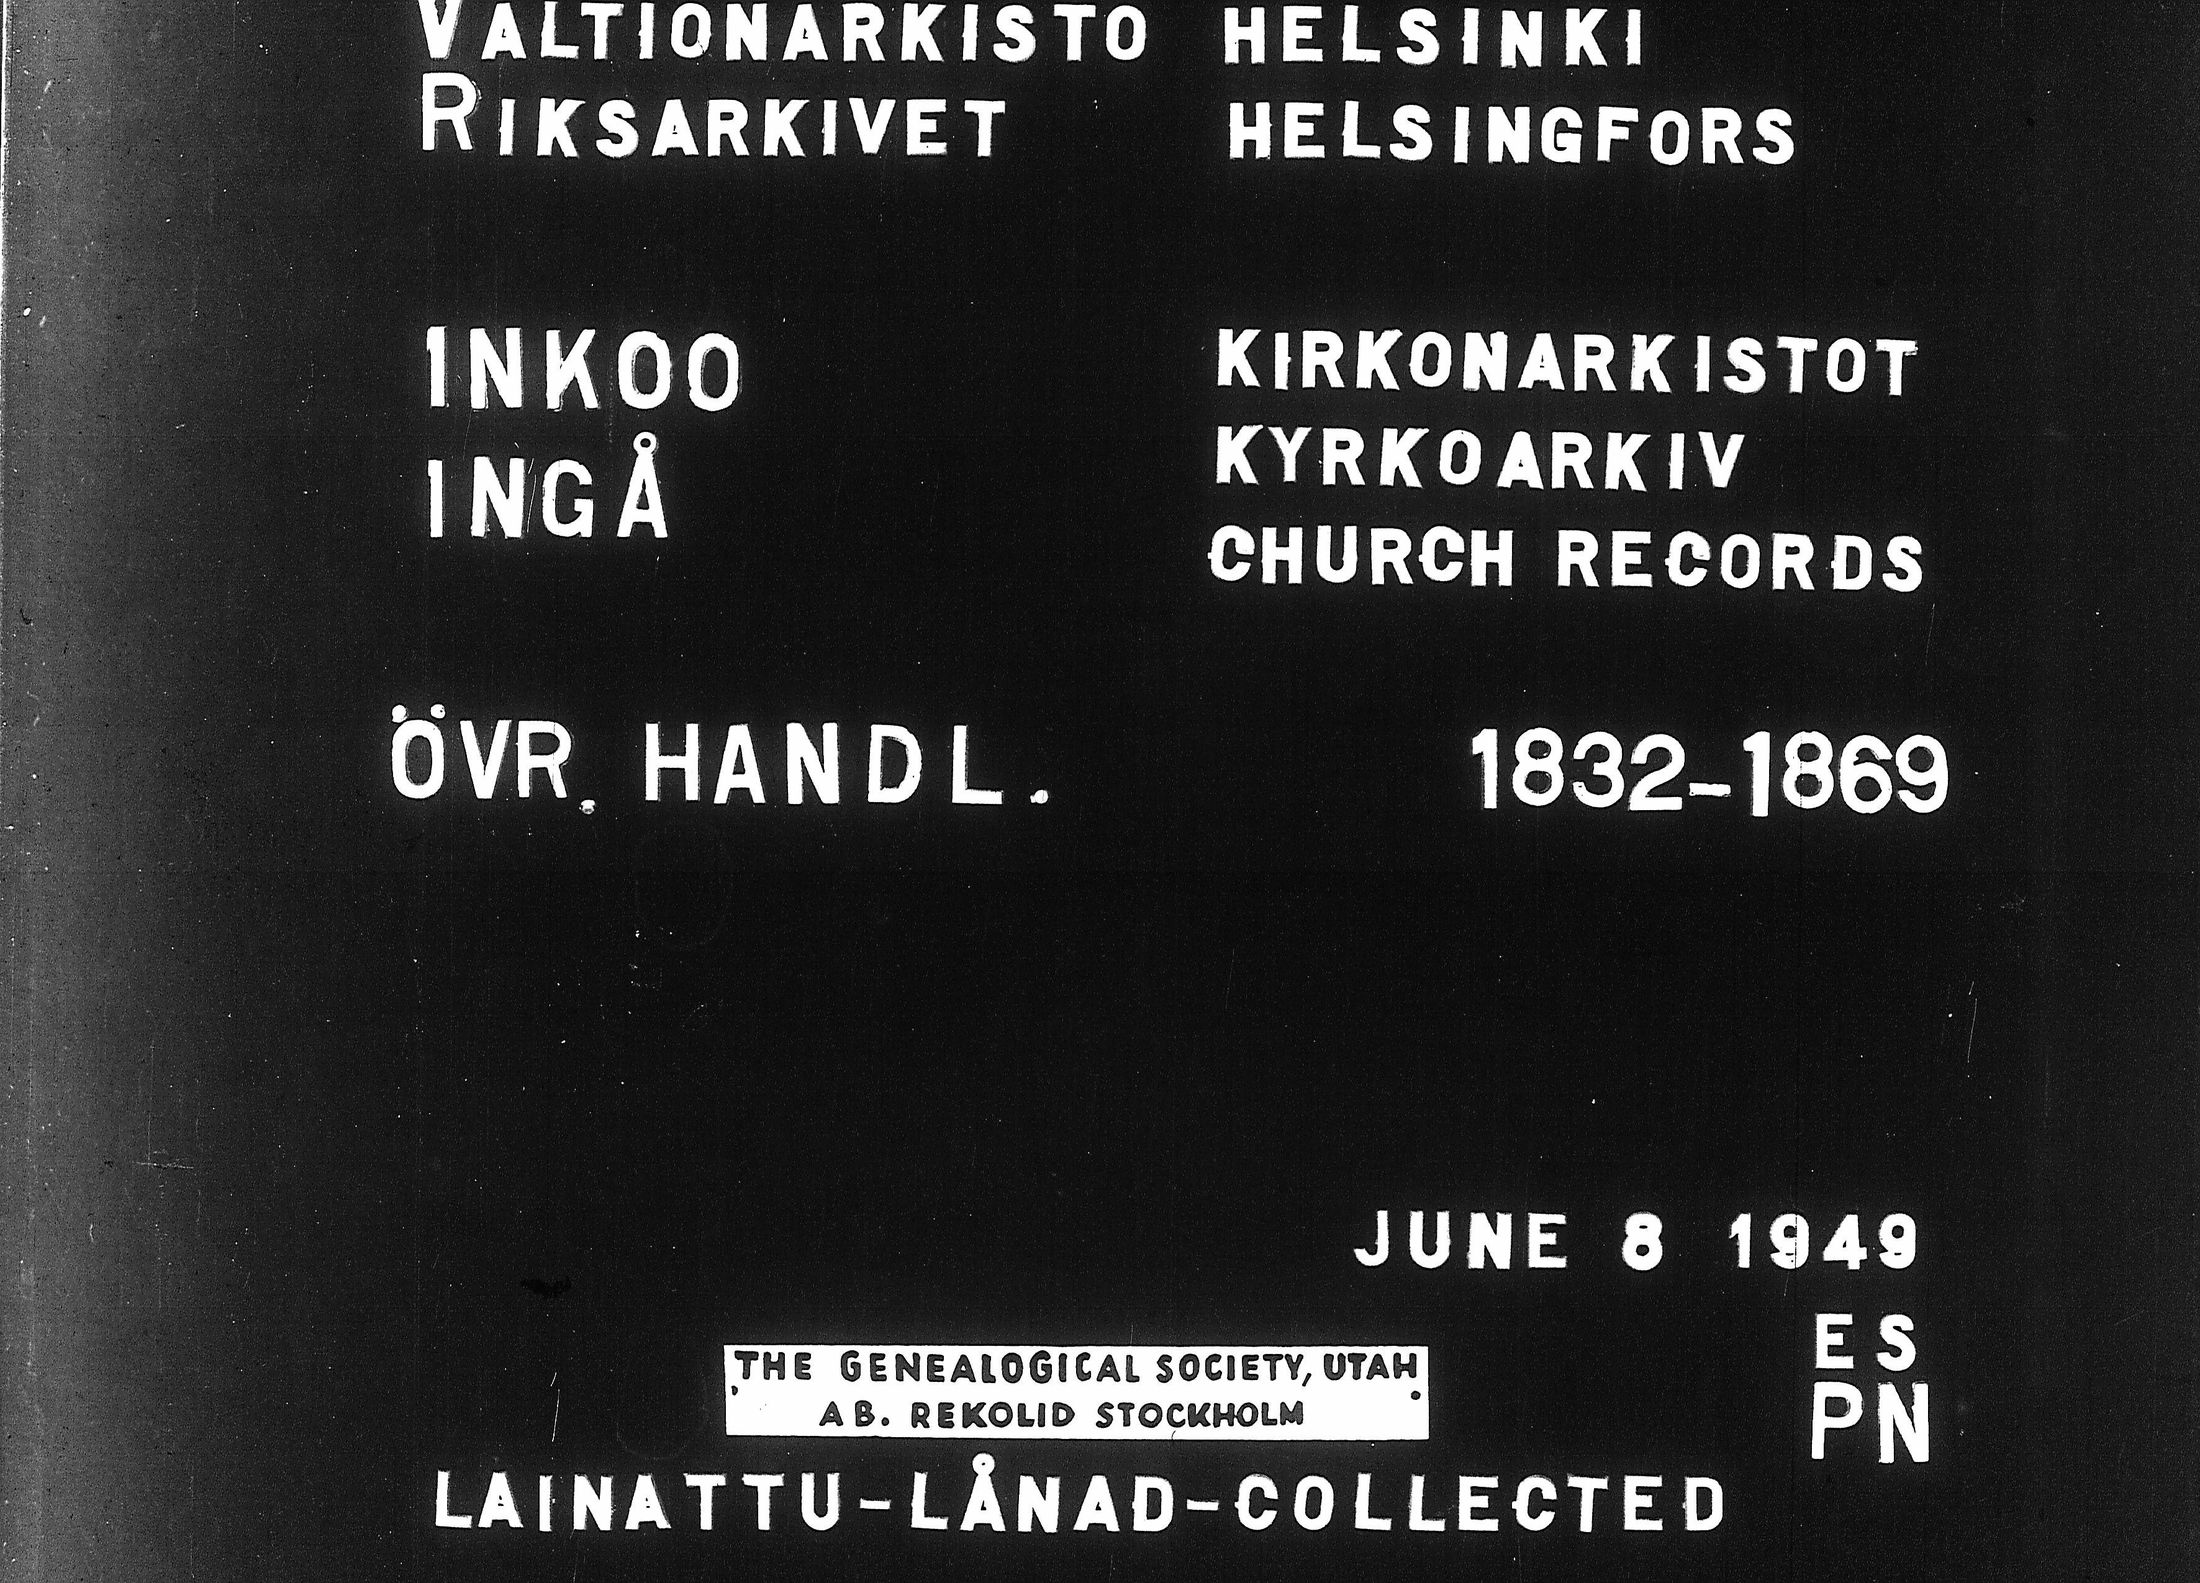 VALTIONARKISTO HELSINKI
RIKSARKIVET HELSINGFORS
INKOO
INGÅ
KIRKONARKISTOT
KYRKOARKIV
CHURCH RECORDS
ÖVR. HANDL. 1832-1869
JUNE 8 1949
ES
PN
THE GENEALOGICAL SOCIETY, UTAH
AB. REKOLID STOCKHOLM
LAINATTU-LÅNAD-COLLECTED